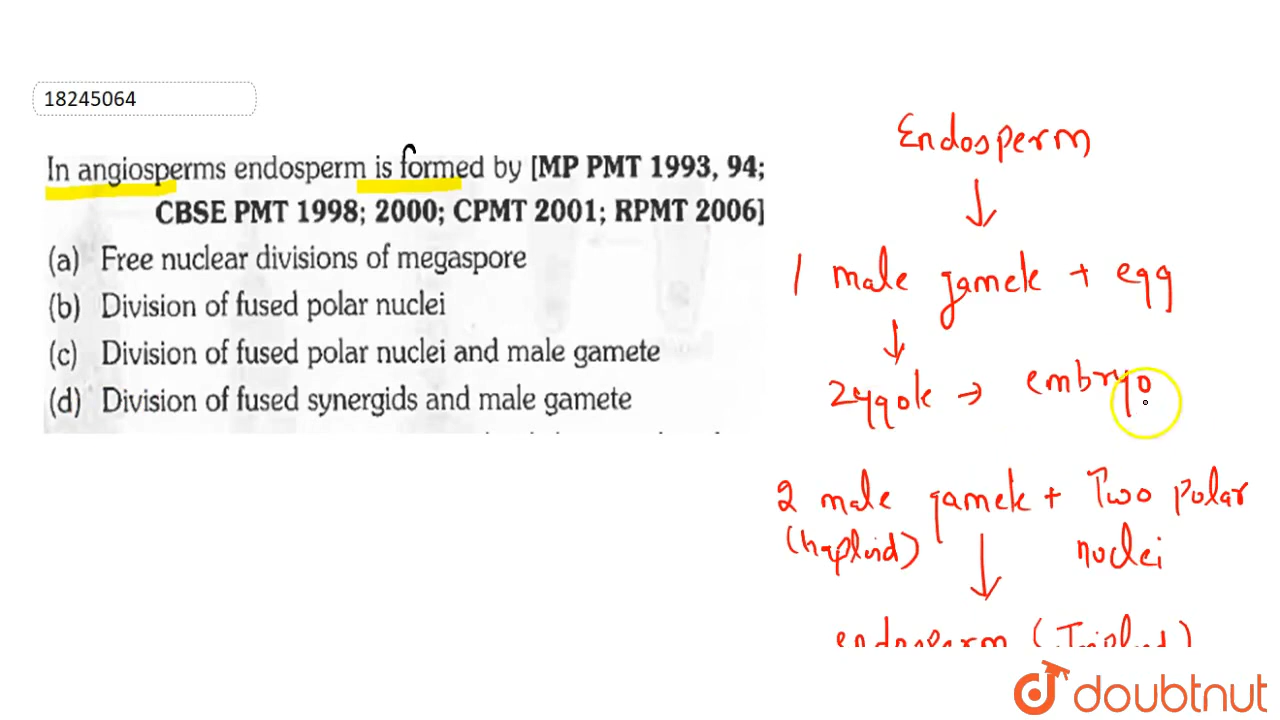 18245064
In angiosperms endosperm is formed by [MP PMT 1993, 94;
CBSE PMT 1998; 2000; CPMT 2001; RPMT 2006]
(a) Free nuclear divisions of megaspore
(b) Division of fused polar nuclei
(c) Division of fused polar nuclei and male gamete
(d) Division of fused synergids and male gamete
Endosperm
1 male gamete + egg
zygote → embryo
2 male gamete + Two polar
(haploid) nuclei
endosperm (Triploid)
doubtnut